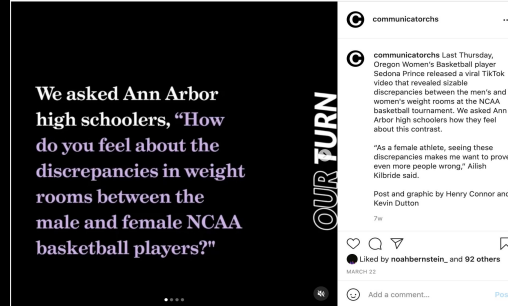 We asked Ann Arbor
high schoolers, “How
do you feel about the
discrepancies in weight
rooms between the
male and female NCAA
basketball players?"
OUR TURN
communicatorchs
communicatorchs Last Thursday,
Oregon Women's Basketball player
Sedona Prince released a viral TikTok
video that revealed sizable
discrepancies between the men's and
women's weight rooms at the NCAA
basketball tournament. We asked Ann
Arbor high schoolers how they feel
about this contrast.
"As a female athlete, seeing these
discrepancies makes me want to prove
even more people wrong," Ailish
Kilbride said.
Post and graphic by Henry Connor and
Kevin Dutton
7w
Liked by noahbernstein_ and 92 others
MARCH 22
Add a comment...
Pos